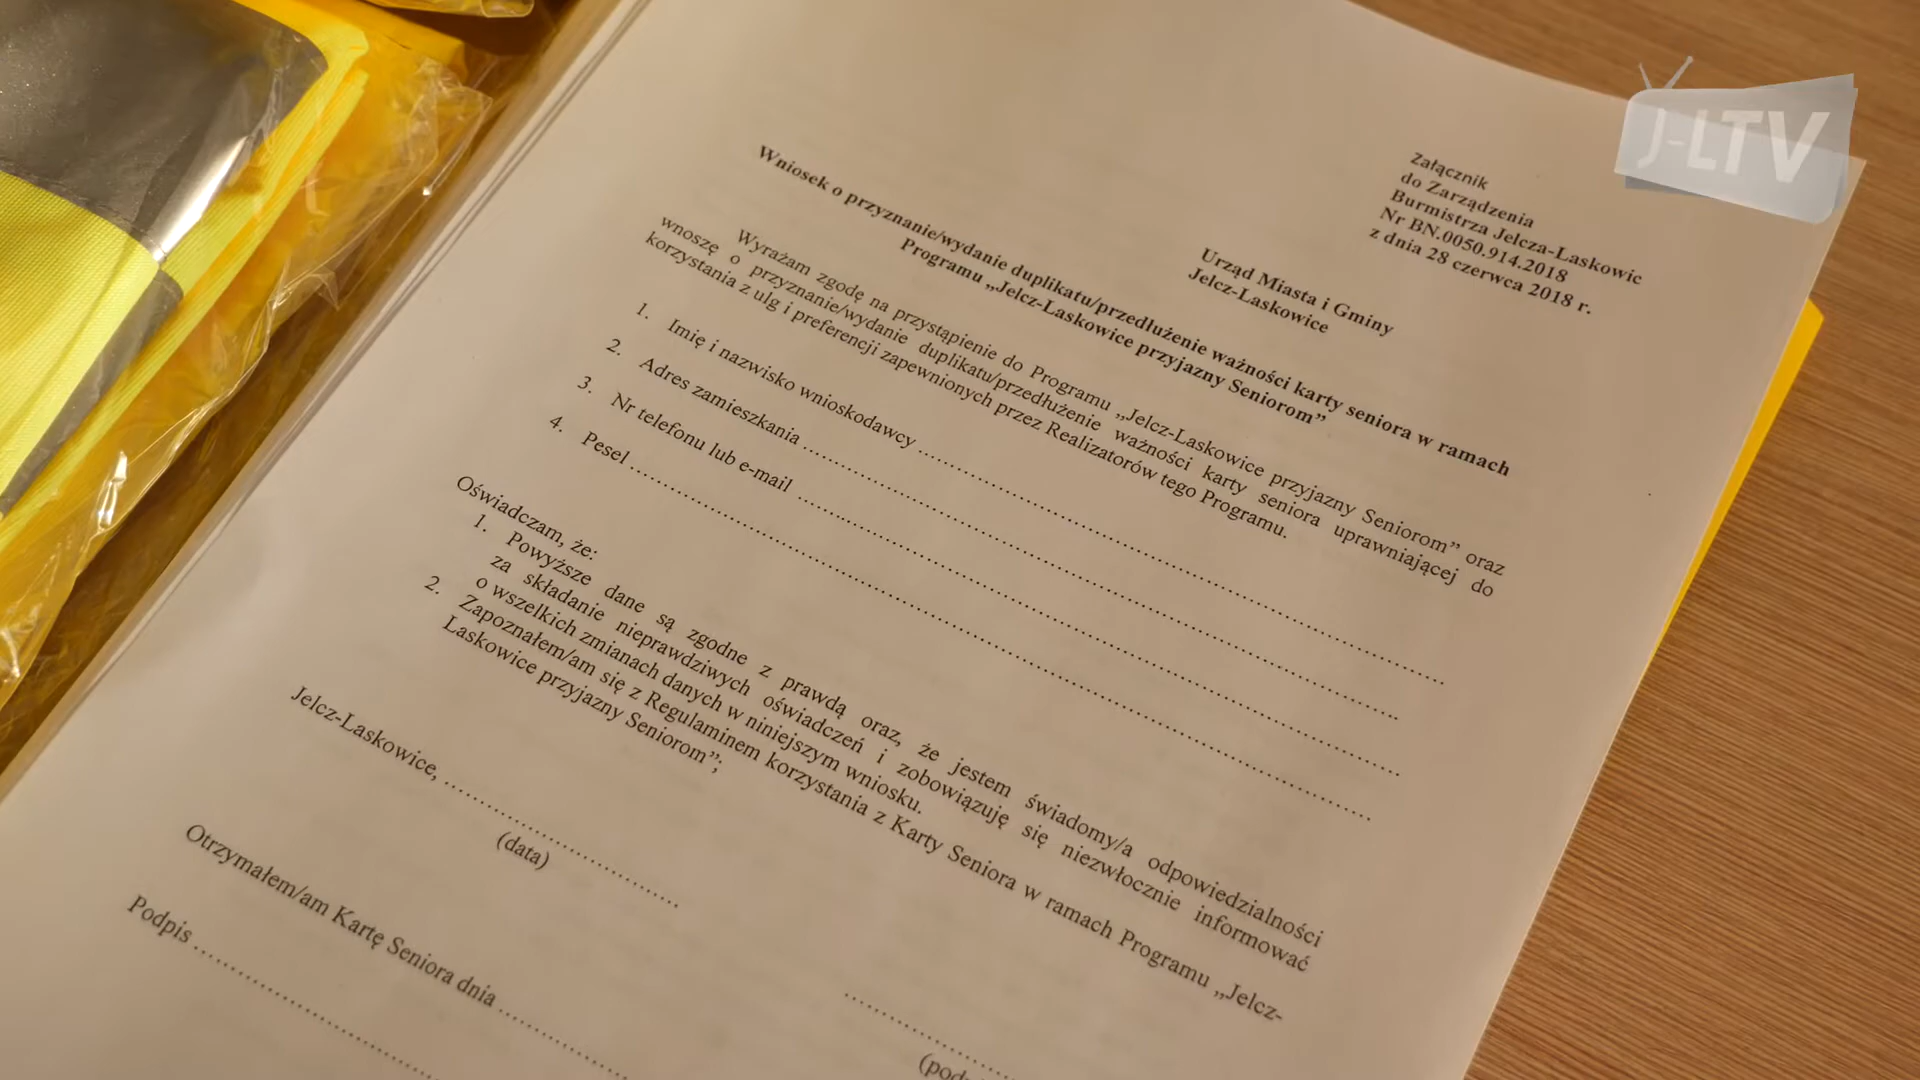 J-LTV
Załącznik
do Zarządzenia
Burmistrza Jelcza-Laskowic
Nr BN.0050.914.2018
z dnia 28 czerwca 2018 r.
Urząd Miasta i Gminy
Jelcz-Laskowice
Wniosek o przyznanie/wydanie duplikatu/przedłużenie ważności karty seniora w ramach
Programu „Jelcz-Laskowice przyjazny Seniorom”
Wyrażam zgodę na przystąpienie do Programu „Jelcz-Laskowice przyjazny Seniorom” oraz
wnoszę o przyznanie/wydanie duplikatu/przedłużenie ważności karty seniora uprawniającej do
korzystania z ulg i preferencji zapewnionych przez Realizatorów tego Programu.
1. Imię i nazwisko wnioskodawcy ........................................................................
2. Adres zamieszkania ........................................................................
3. Nr telefonu lub e-mail ........................................................................
4. Pesel ........................................................................
Oświadczam, że:
1. Powyższe dane są zgodne z prawdą oraz, że jestem świadomy/a odpowiedzialności
za składanie nieprawdziwych oświadczeń i zobowiązuję się niezwłocznie informować
o wszelkich zmianach danych w niniejszym wniosku.
2. Zapoznałem/am się z Regulaminem korzystania z Karty Seniora w ramach Programu „Jelcz-
Laskowice przyjazny Seniorom”;
Jelcz-Laskowice, ........................................
(data)
Otrzymałem/am Kartę Seniora dnia ....................
Podpis ........................................